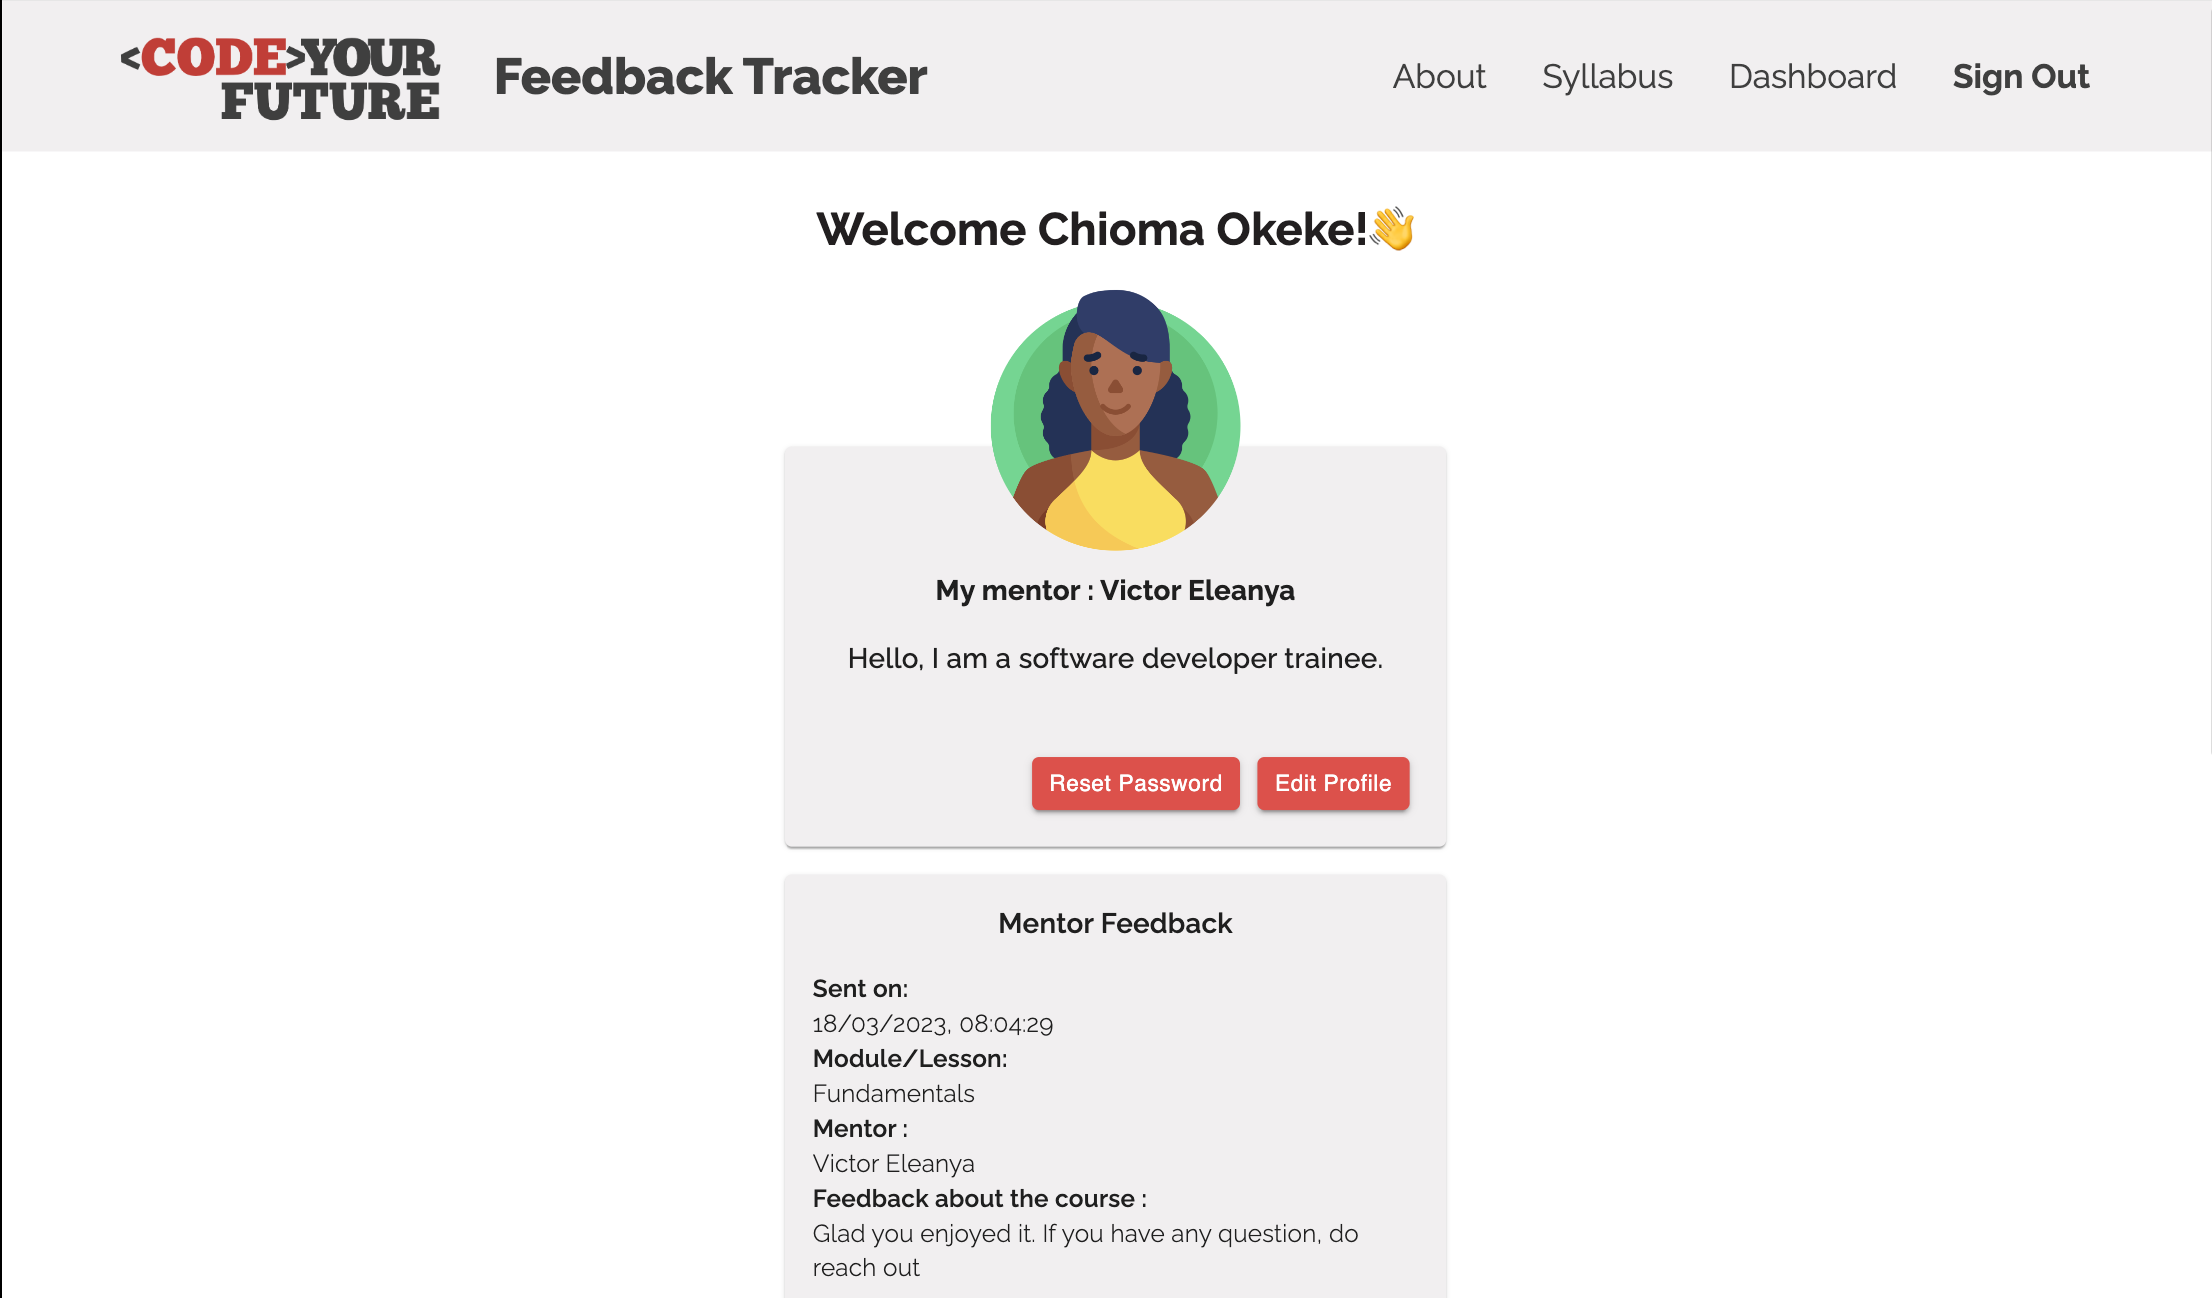 <CODE>YOUR
FUTURE
Feedback Tracker
About Syllabus Dashboard Sign Out
Welcome Chioma Okeke!👋
My mentor : Victor Eleanya
Hello, I am a software developer trainee.
Reset Password Edit Profile
Mentor Feedback
Sent on:
18/03/2023, 08:04:29
Module/Lesson:
Fundamentals
Mentor :
Victor Eleanya
Feedback about the course :
Glad you enjoyed it. If you have any question, do
reach out